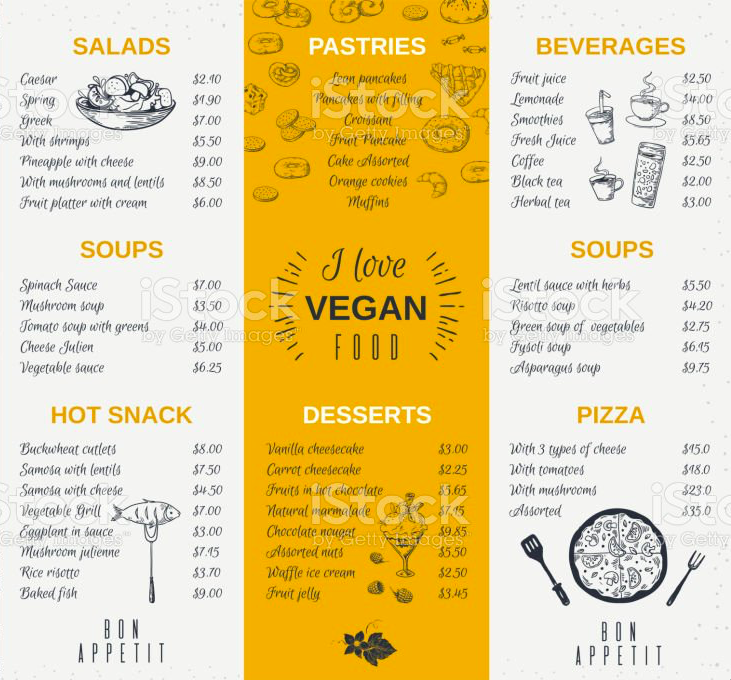 SALADS
Caesar $2.10
Spring $1.90
Greek $7.00
With shrimps $5.50
Pineapple with cheese $9.00
With mushrooms and lentils $8.50
Fruit platter with cream $6.00
SOUPS
Spinach Sauce $7.00
Mushroom soup $3.50
Tomato soup with greens $4.00
Cheese Julien $5.00
Vegetable sauce $6.25
HOT SNACK
Buckwheat cutlets $8.00
Samosa with lentils $7.50
Samosa with cheese $4.50
Vegetable Grill $7.00
Eggplant in sauce $3.00
Mushroom julienne $7.15
Rice risotto $3.70
Baked fish $9.00
BON
APPETIT
PASTRIES
Lean pancakes
Pancakes with filling
Croissant
Fruit Pancake
Cake Assorted
Orange cookies
Muffins
I love
VEGAN
FOOD
DESSERTS
Vanilla cheesecake $3.00
Carrot cheesecake $2.25
Fruits in hot chocolate $5.65
Natural marmalade $7.15
Chocolate nougat $9.85
Assorted nuts $5.50
Waffle ice cream $2.50
Fruit jelly $3.45
BEVERAGES
Fruit juice $2.50
Lemonade $4.00
Smoothies $8.50
Fresh Juice $5.65
Coffee $2.50
Black tea $2.00
Herbal tea $3.00
SOUPS
Lentil sauce with herbs $5.50
Risotto soup $4.20
Green soup of vegetables $2.75
Fysoli soup $6.15
Asparagus soup $9.75
PIZZA
With 3 types of cheese $15.0
With tomatoes $18.0
With mushrooms $23.0
Assorted $35.0
BON
APPETIT
iStock
by Getty Images